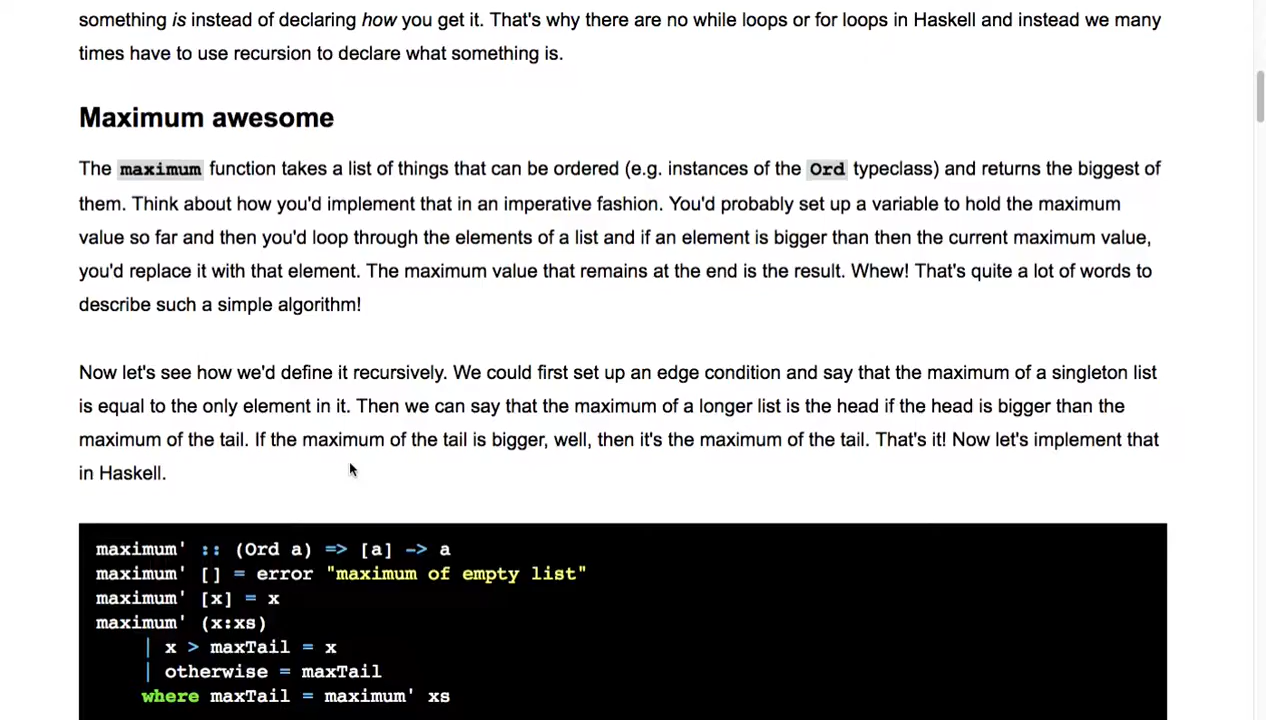 something is instead of declaring how you get it. That's why there are no while loops or for loops in Haskell and instead we many
times have to use recursion to declare what something is.
Maximum awesome
The maximum function takes a list of things that can be ordered (e.g. instances of the Ord typeclass) and returns the biggest of
them. Think about how you'd implement that in an imperative fashion. You'd probably set up a variable to hold the maximum
value so far and then you'd loop through the elements of a list and if an element is bigger than then the current maximum value,
you'd replace it with that element. The maximum value that remains at the end is the result. Whew! That's quite a lot of words to
describe such a simple algorithm!
Now let's see how we'd define it recursively. We could first set up an edge condition and say that the maximum of a singleton list
is equal to the only element in it. Then we can say that the maximum of a longer list is the head if the head is bigger than the
maximum of the tail. If the maximum of the tail is bigger, well, then it's the maximum of the tail. That's it! Now let's implement that
in Haskell.
maximum' :: (Ord a) => [a] -> a
maximum' [] = error "maximum of empty list"
maximum' [x] = x
maximum' (x:xs)
    | x > maxTail = x
    | otherwise = maxTail
    where maxTail = maximum' xs